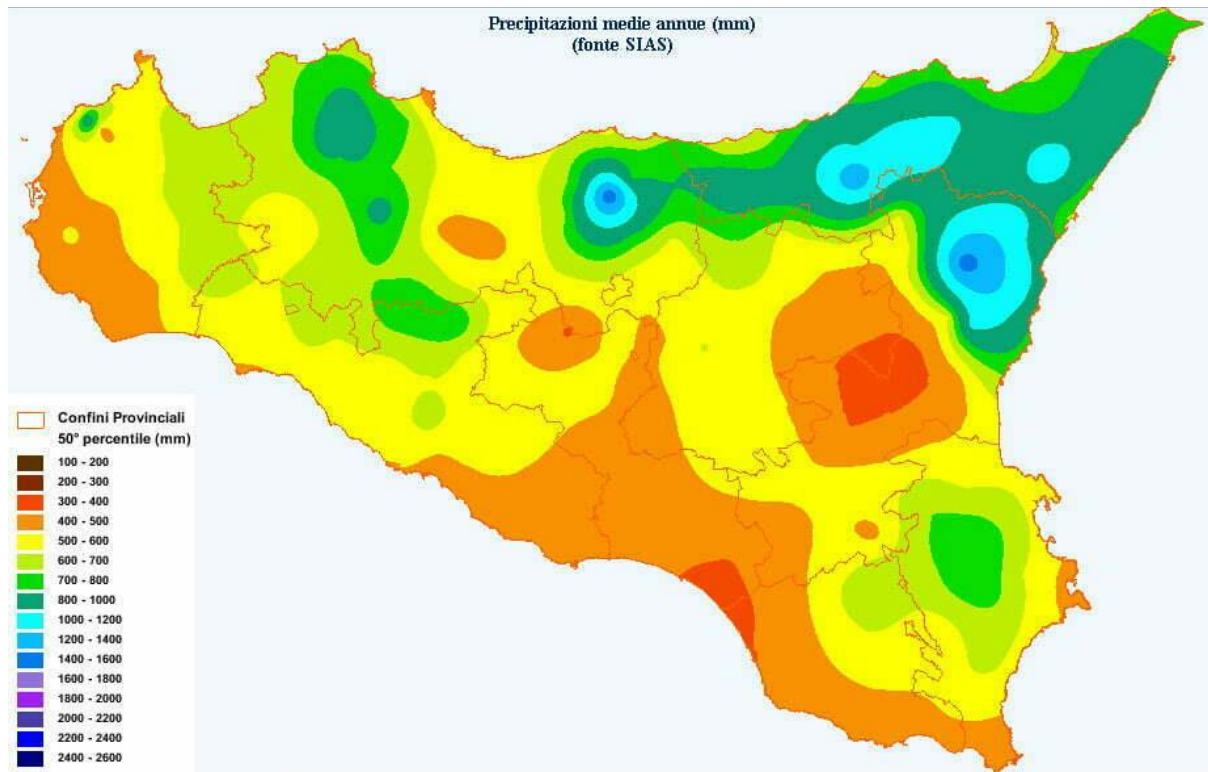 Precipitazioni medie annue (mm)
(fonte SIAS)
Confini Provinciali
50° percentile (mm)
100 - 200
200 - 300
300 - 400
400 - 500
500 - 600
600 - 700
700 - 800
800 - 1000
1000 - 1200
1200 - 1400
1400 - 1600
1600 - 1800
1800 - 2000
2000 - 2200
2200 - 2400
2400 - 2600